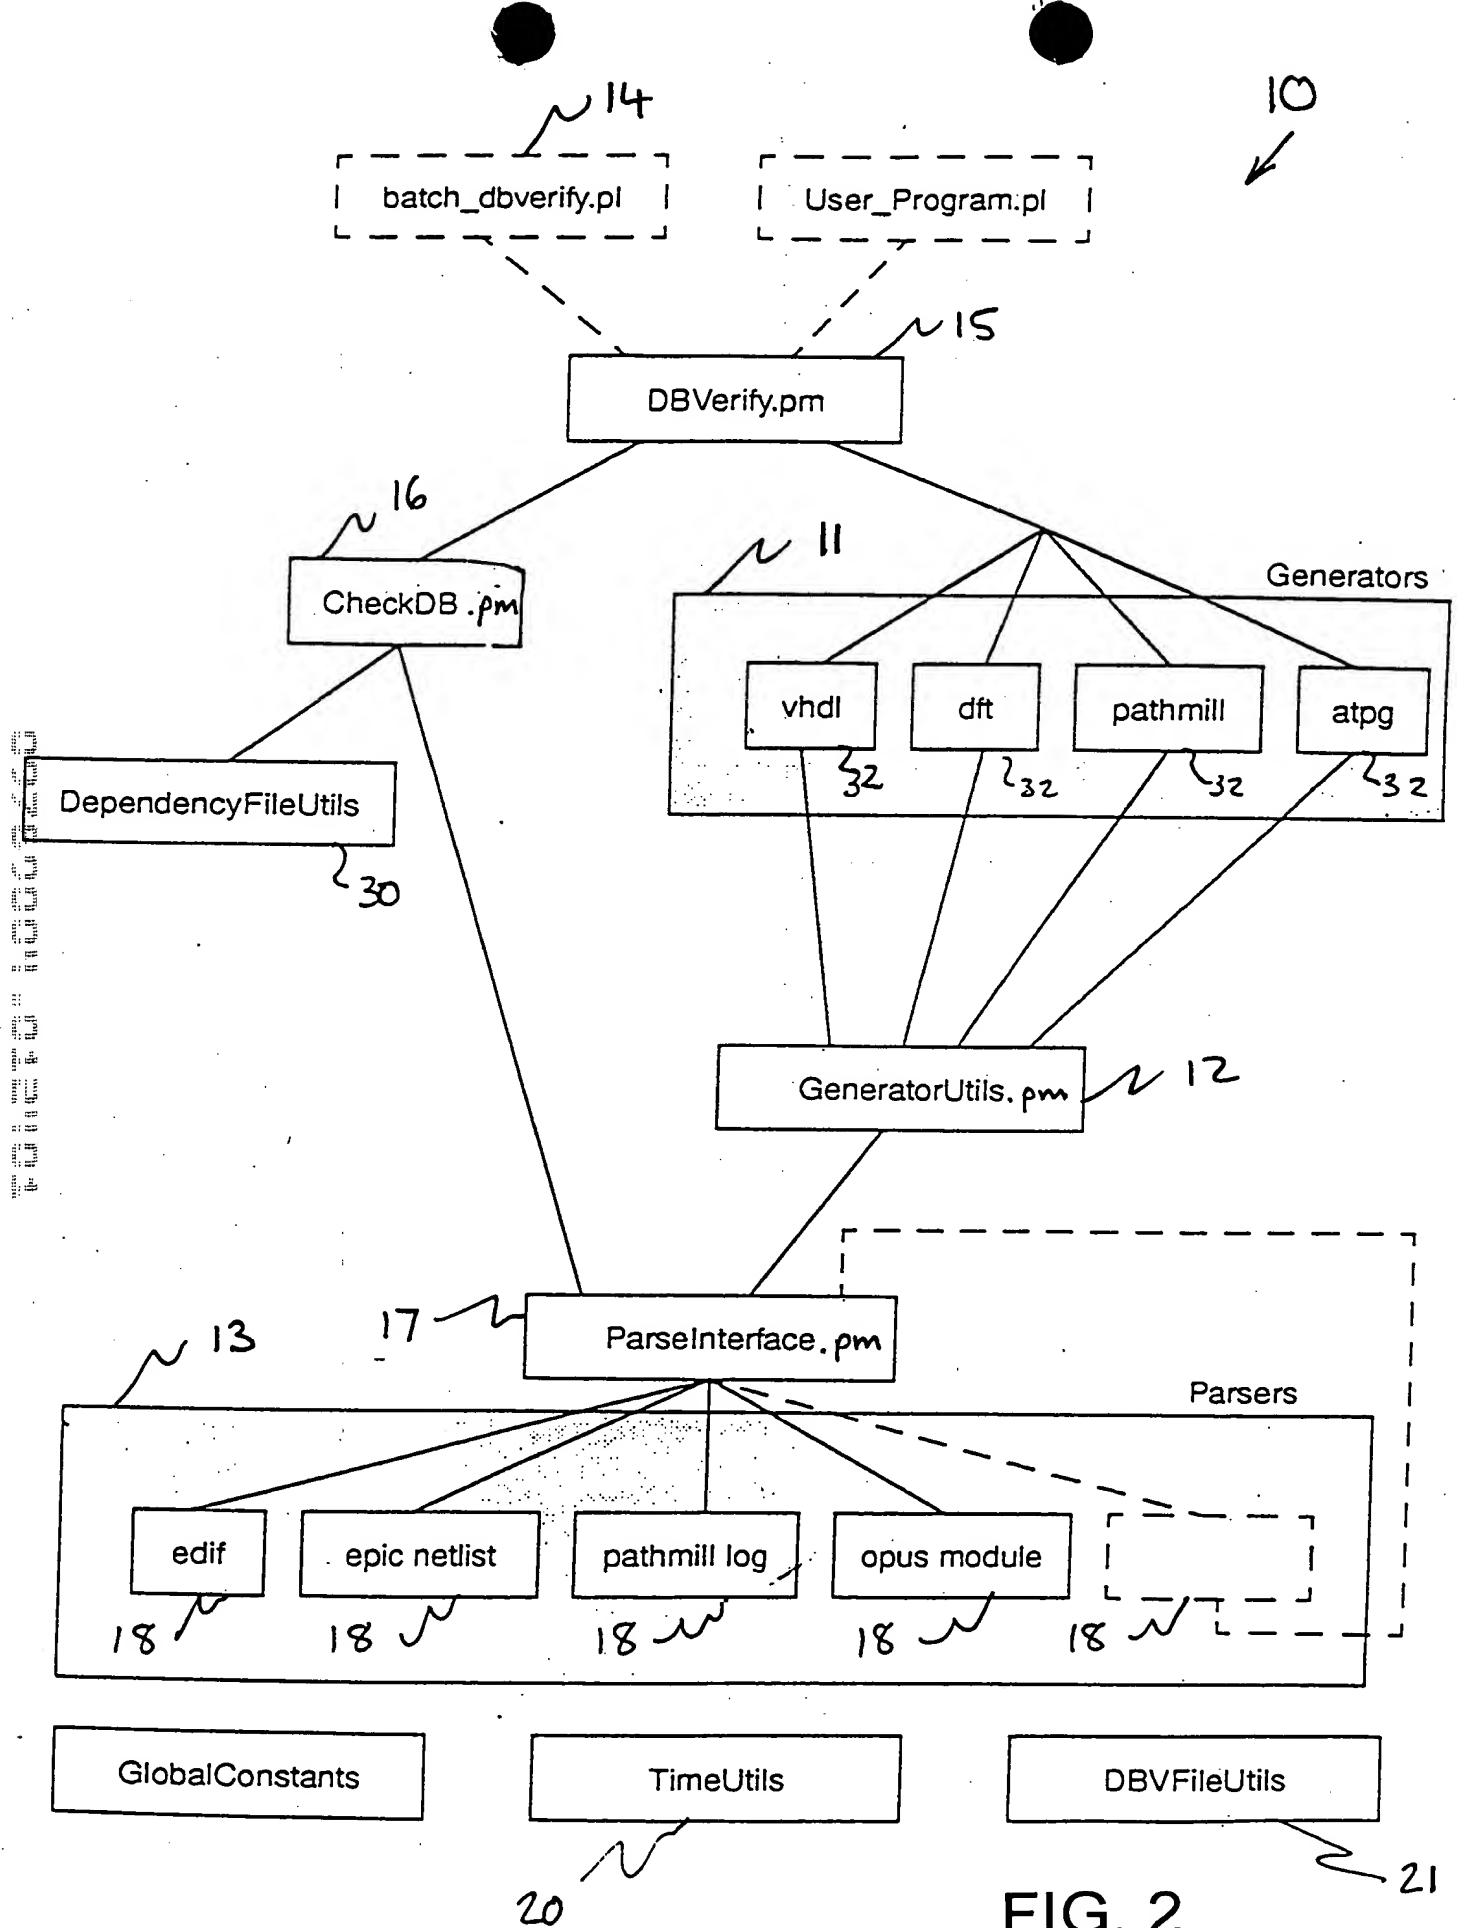 14
10
batch_dbverify.pl
User_Program.pl
15
DBVerify.pm
16
11
Generators
CheckDB.pm
vhdl
dft
pathmill
atpg
32
32
32
32
DependencyFileUtils
30
GeneratorUtils.pm
12
17
ParseInterface.pm
13
Parsers
edif
epic netlist
pathmill log
opus module
18
18
18
18
18
GlobalConstants
TimeUtils
DBVFileUtils
20
21
FIG. 2